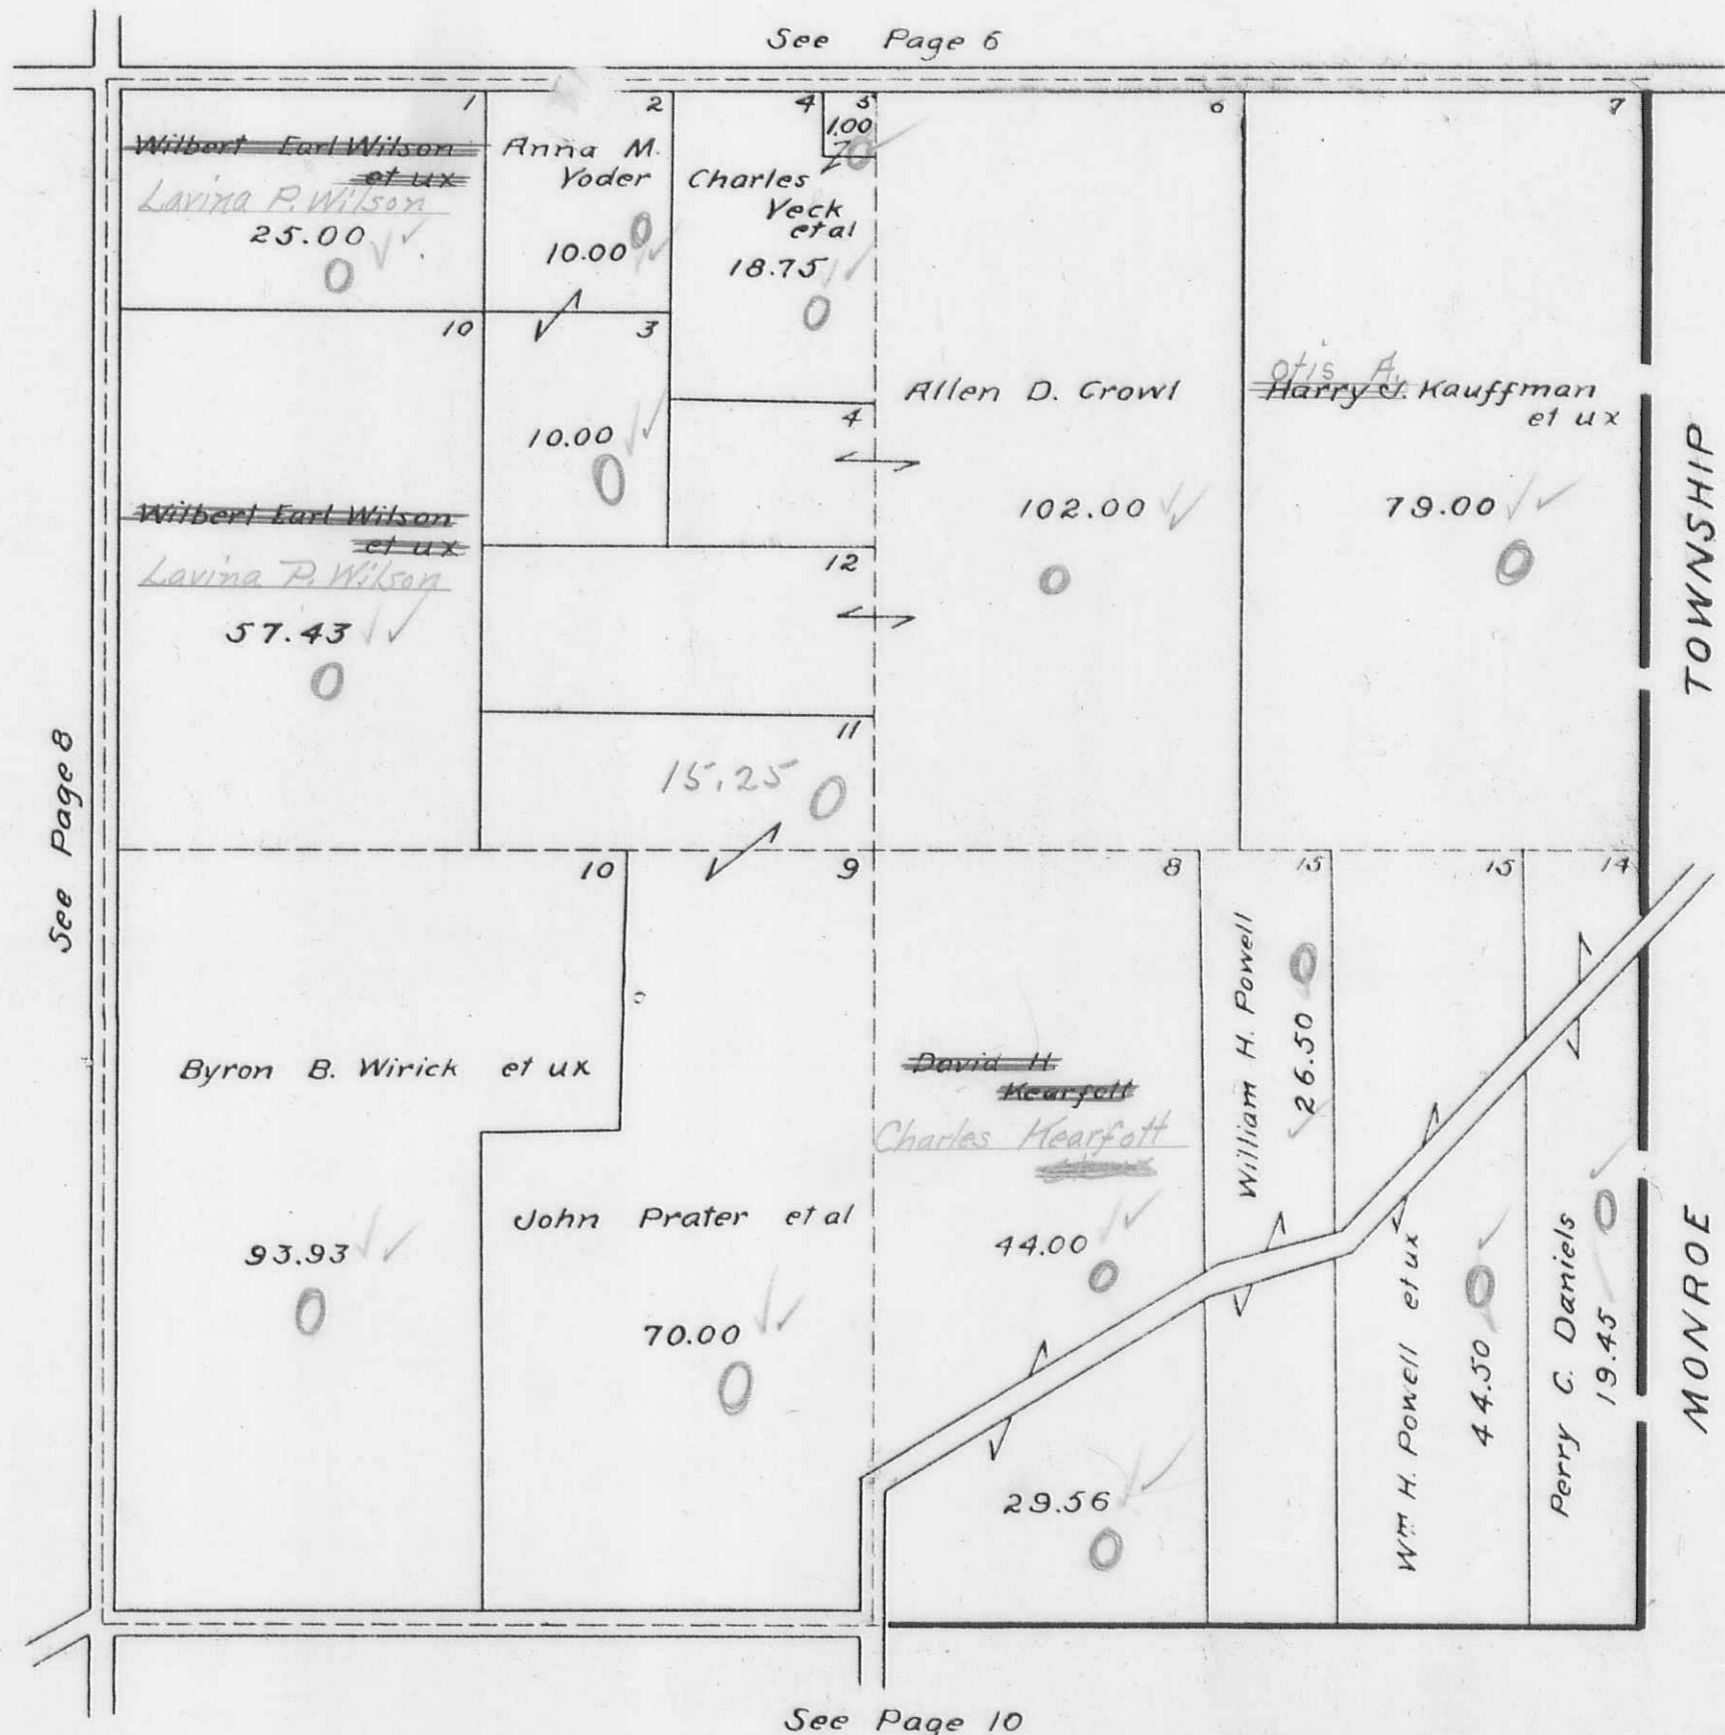 See Page 6
1
Wilbert Earl Wilson
et ux
Lavina P. Wilson
25.00
2
Anna M.
Yoder
10.00
4
Charles
Yeck
et al
18.75
5
1.00
6
Allen D. Crowl
102.00
7
Otis A.
Harry J. Kauffman
et ux
79.00
TOWNSHIP
10
Wilbert Earl Wilson
et ux
Lavina P. Wilson
57.43
3
10.00
4
12
11
15.25
See Page 8
10
Byron B. Wirick et ux
93.93
9
John Prater et al
70.00
8
David H.
Kearfott
Charles Kearfott
44.00
29.56
15
William H. Powell
26.50
15
Wm H. Powell et ux
44.50
14
Perry C. Daniels
19.45
MONROE
See Page 10